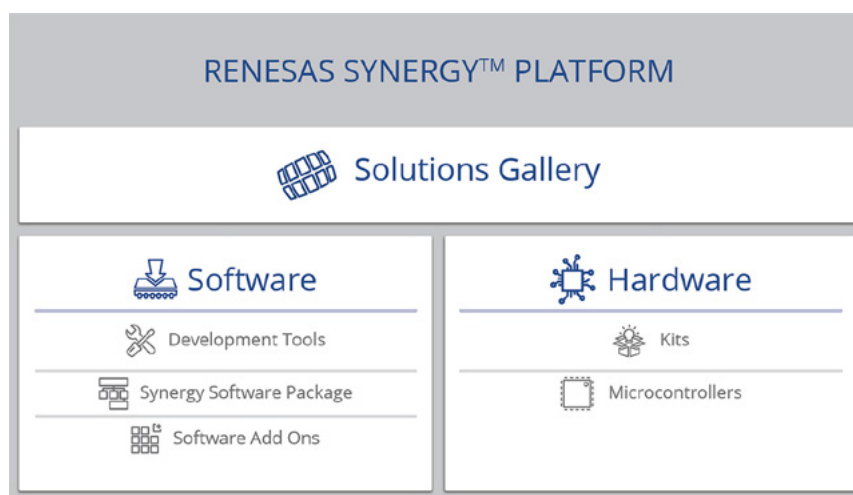 RENESAS SYNERGY™ PLATFORM
Solutions Gallery
Software
Development Tools
Synergy Software Package
Software Add Ons
Hardware
Kits
Microcontrollers